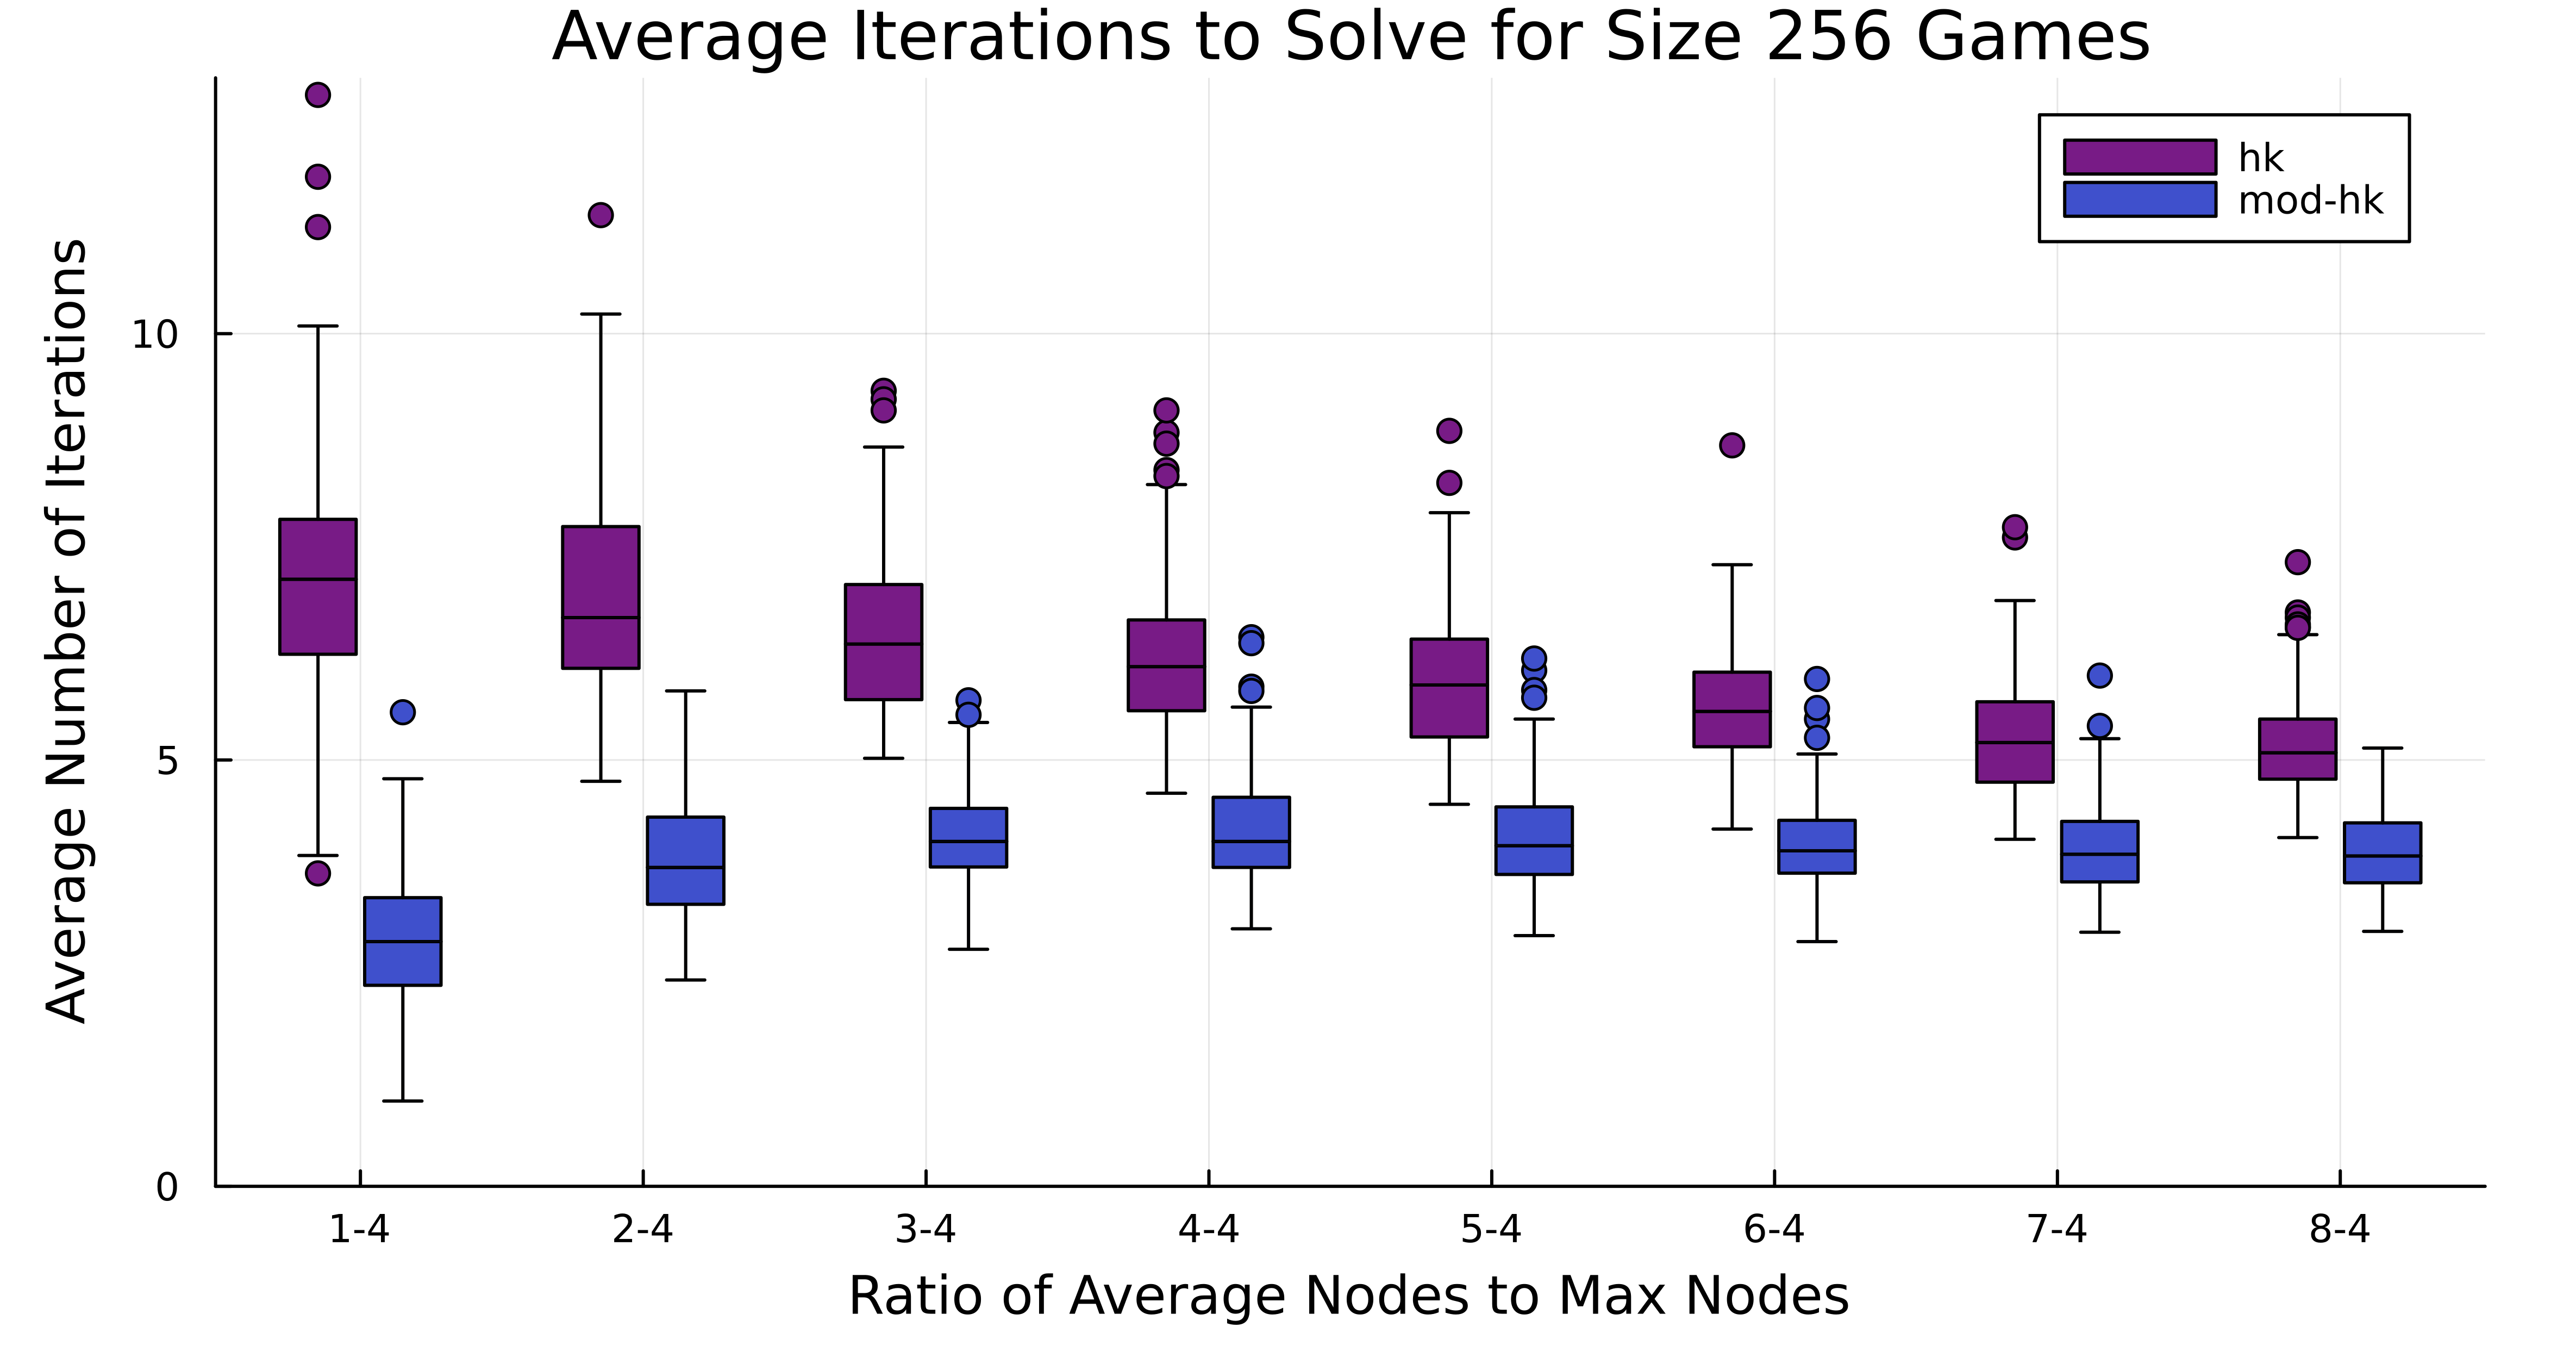 Average Iterations to Solve for Size 256 Games
hk
mod-hk
Average Number of Iterations
10
5
0
1-4 2-4 3-4 4-4 5-4 6-4 7-4 8-4
Ratio of Average Nodes to Max Nodes